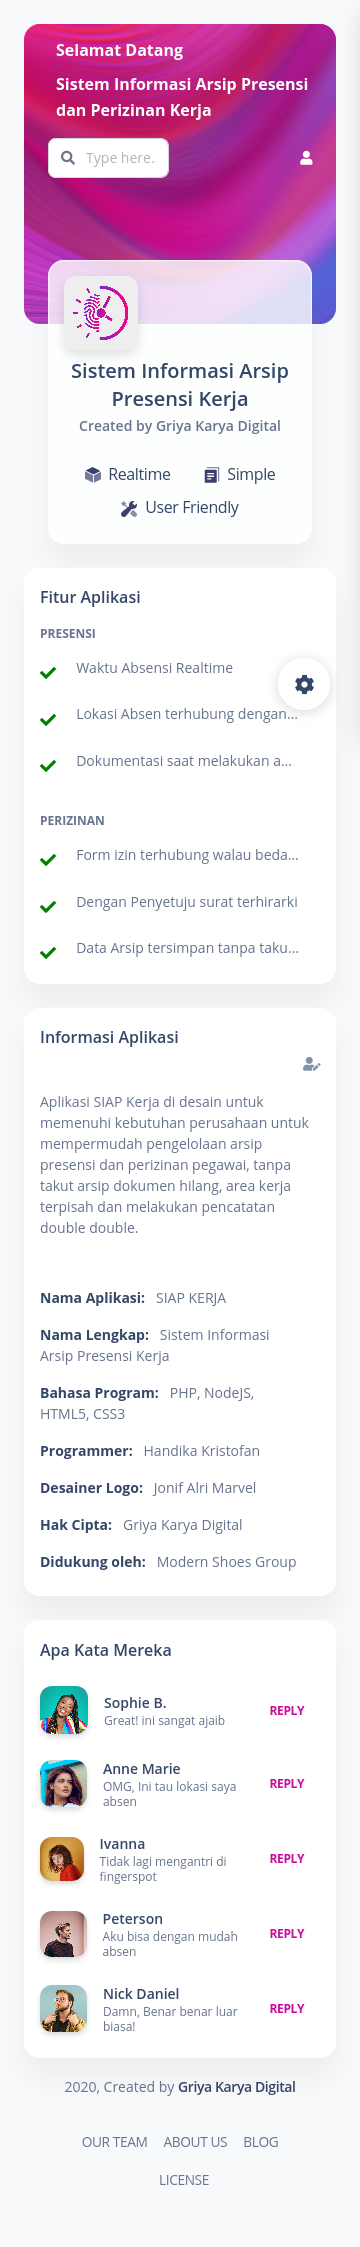 Selamat Datang
Sistem Informasi Arsip Presensi
dan Perizinan Kerja
Type here.
Sistem Informasi Arsip
Presensi Kerja
Created by Griya Karya Digital
Realtime
Simple
User Friendly
Fitur Aplikasi
PRESENSI
Waktu Absensi Realtime
Lokasi Absen terhubung dengan...
Dokumentasi saat melakukan a...
PERIZINAN
Form izin terhubung walau beda...
Dengan Penyetuju surat terhirarki
Data Arsip tersimpan tanpa taku...
Informasi Aplikasi
Aplikasi SIAP Kerja di desain untuk
memenuhi kebutuhan perusahaan untuk
mempermudah pengelolaan arsip
presensi dan perizinan pegawai, tanpa
takut arsip dokumen hilang, area kerja
terpisah dan melakukan pencatatan
double double.
Nama Aplikasi: SIAP KERJA
Nama Lengkap: Sistem Informasi
Arsip Presensi Kerja
Bahasa Program: PHP, NodeJS,
HTML5, CSS3
Programmer: Handika Kristofan
Desainer Logo: Jonif Alri Marvel
Hak Cipta: Griya Karya Digital
Didukung oleh: Modern Shoes Group
Apa Kata Mereka
Sophie B.
Great! ini sangat ajaib
REPLY
Anne Marie
OMG, Ini tau lokasi saya
absen
REPLY
Ivanna
Tidak lagi mengantri di
fingerspot
REPLY
Peterson
Aku bisa dengan mudah
absen
REPLY
Nick Daniel
Damn, Benar benar luar
biasa!
REPLY
2020, Created by Griya Karya Digital
OUR TEAM
ABOUT US
BLOG
LICENSE